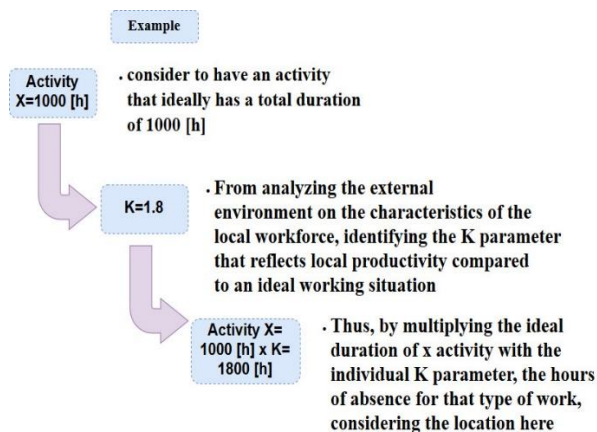 Example
Activity
X=1000 [h]
. consider to have an activity
that ideally has a total duration
of 1000 [h]
K=1.8
. From analyzing the external
environment on the characteristics of the
local workforce, identifying the K parameter
that reflects local productivity compared
to an ideal working situation
Activity X=
1000 [h] x K=
1800 [h]
. Thus, by multiplying the ideal
duration of x activity with the
individual K parameter, the hours
of absence for that type of work,
considering the location here